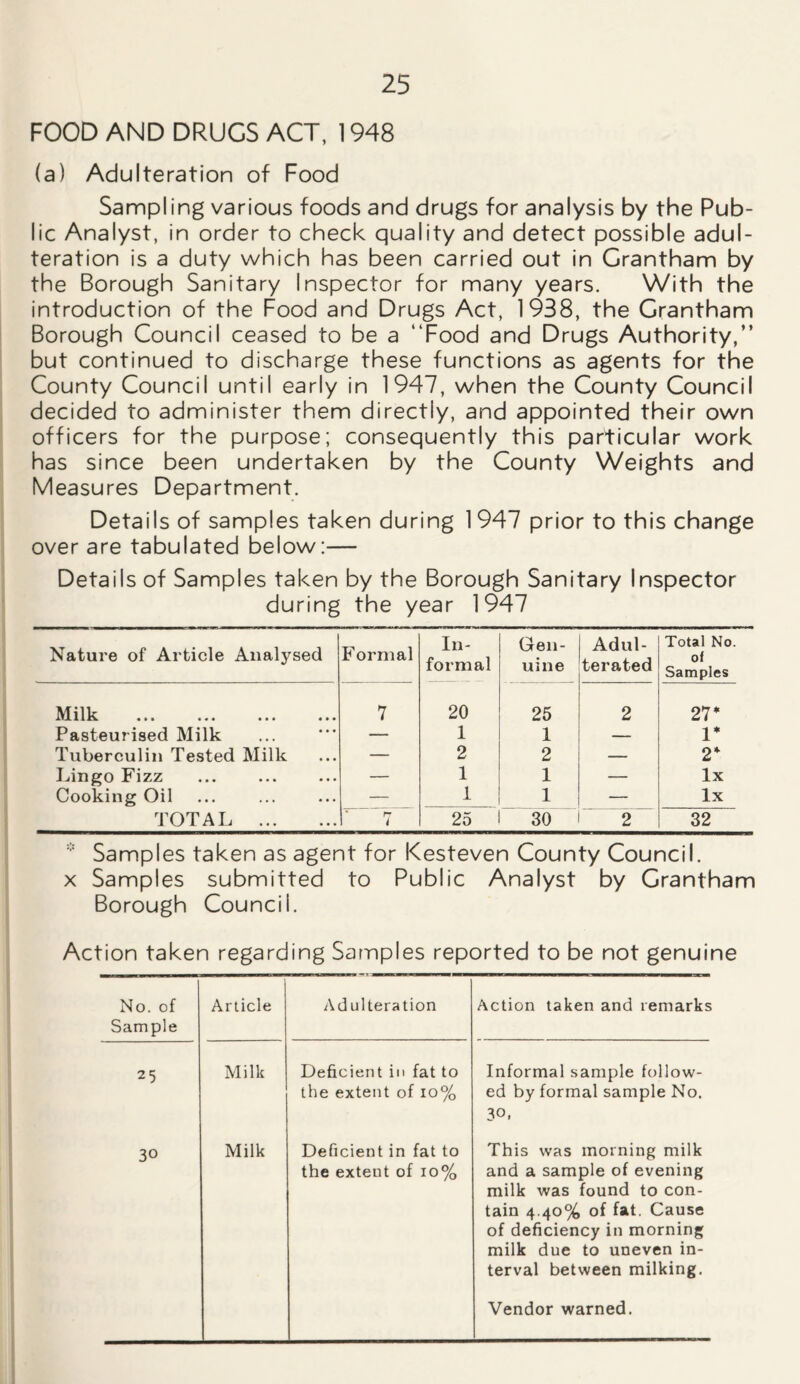 25
FOOD AND DRUGS ACT, 1948
(a) Adulteration of Food
Sampling various foods and drugs for analysis by the Pub-
lic Analyst, in order to check quality and detect possible adul-
teration is a duty which has been carried out in Grantham by
the Borough Sanitary Inspector for many years. With the
introduction of the Food and Drugs Act, 1938, the Grantham
Borough Council ceased to be a "Food and Drugs Authority,"
but continued to discharge these functions as agents for the
County Council until early in 1947, when the County Council
decided to administer them directly, and appointed their own
officers for the purpose; consequently this particular work
has since been undertaken by the County Weights and
Measures Department.
Details of samples taken during 1947 prior to this change
over are tabulated below:—
Details of Samples taken by the Borough Sanitary Inspector
during the year 1947
Nature of Article Analysed | Formal | In-formal | Gen-uine | Adul-terated | Total No. of Samples
Milk ... ... ... ... 7 20 25 2 27*
Pasteurised Milk ... ... — 1 1 — 1*
Tuberculin Tested Milk ... — 2 2 — 2*
Lingo Fizz ... ... ... — 1 1 — 1x
Cooking Oil ... ... ... — 1 1 — 1x
TOTAL ... ... 7 25 30 2 32
* Samples taken as agent for Kesteven County Council.
x Samples submitted to Public Analyst by Grantham
Borough Council.
Action taken regarding Samples reported to be not genuine
No. of Sample | Article | Adulteration | Action taken and remarks
25 Milk Deficient in fat to Informal sample follow-
the extent of 10% ed by formal sample No.
30.
30 Milk Deficient in fat to This was morning milk
the extent of 10% and a sample of evening
milk was found to con-
tain 4.40% of fat. Cause
of deficiency in morning
milk due to uneven in-
terval between milking.
Vendor warned.